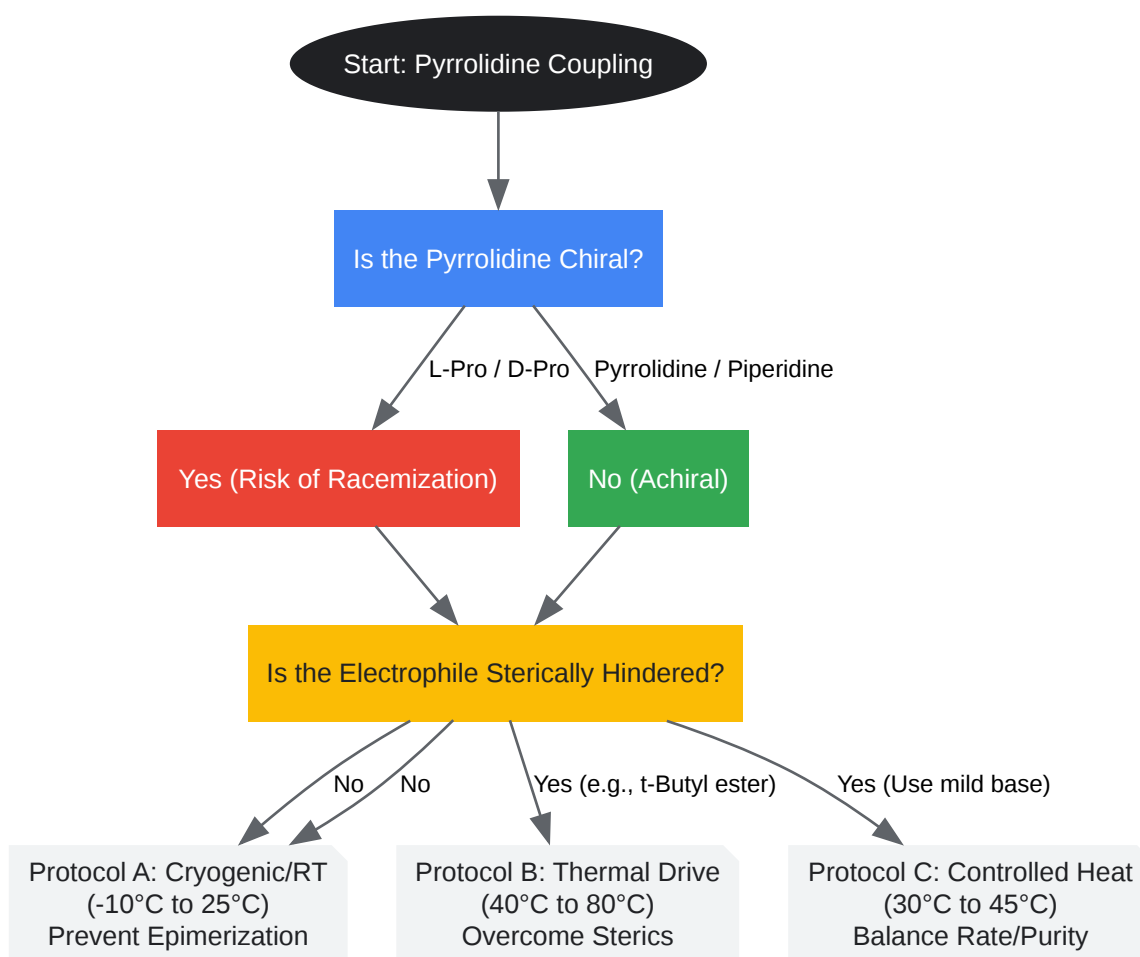 Start: Pyrrolidine Coupling
Is the Pyrrolidine Chiral?
L-Pro / D-Pro
Pyrrolidine / Piperidine
Yes (Risk of Racemization)
No (Achiral)
Is the Electrophile Sterically Hindered?
No
No
Yes (e.g., t-Butyl ester)
Yes (Use mild base)
Protocol A: Cryogenic/RT
(-10°C to 25°C)
Prevent Epimerization
Protocol B: Thermal Drive
(40°C to 80°C)
Overcome Sterics
Protocol C: Controlled Heat
(30°C to 45°C)
Balance Rate/Purity